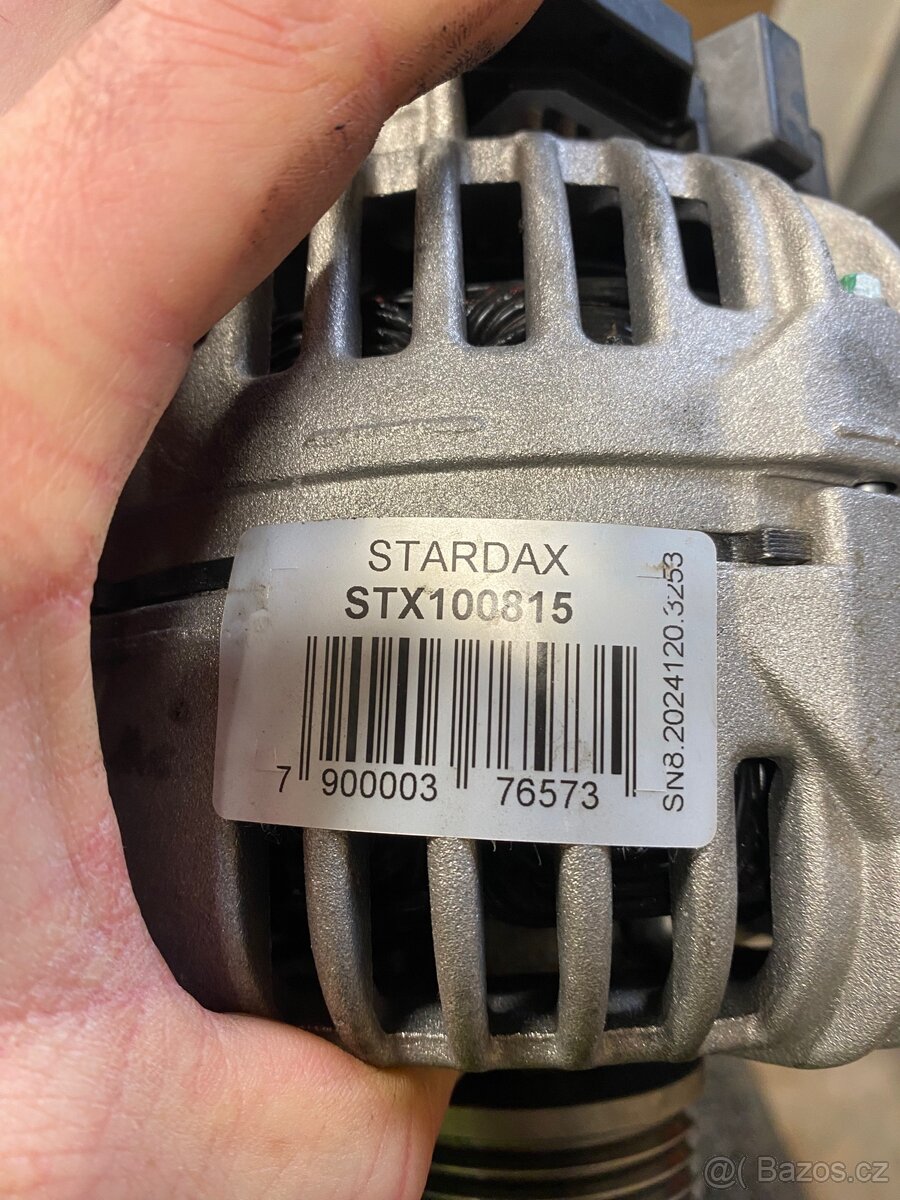 STARDAX
STX100815
7 900003 76573
SN8.2024120.3253
@( Bazos.cz